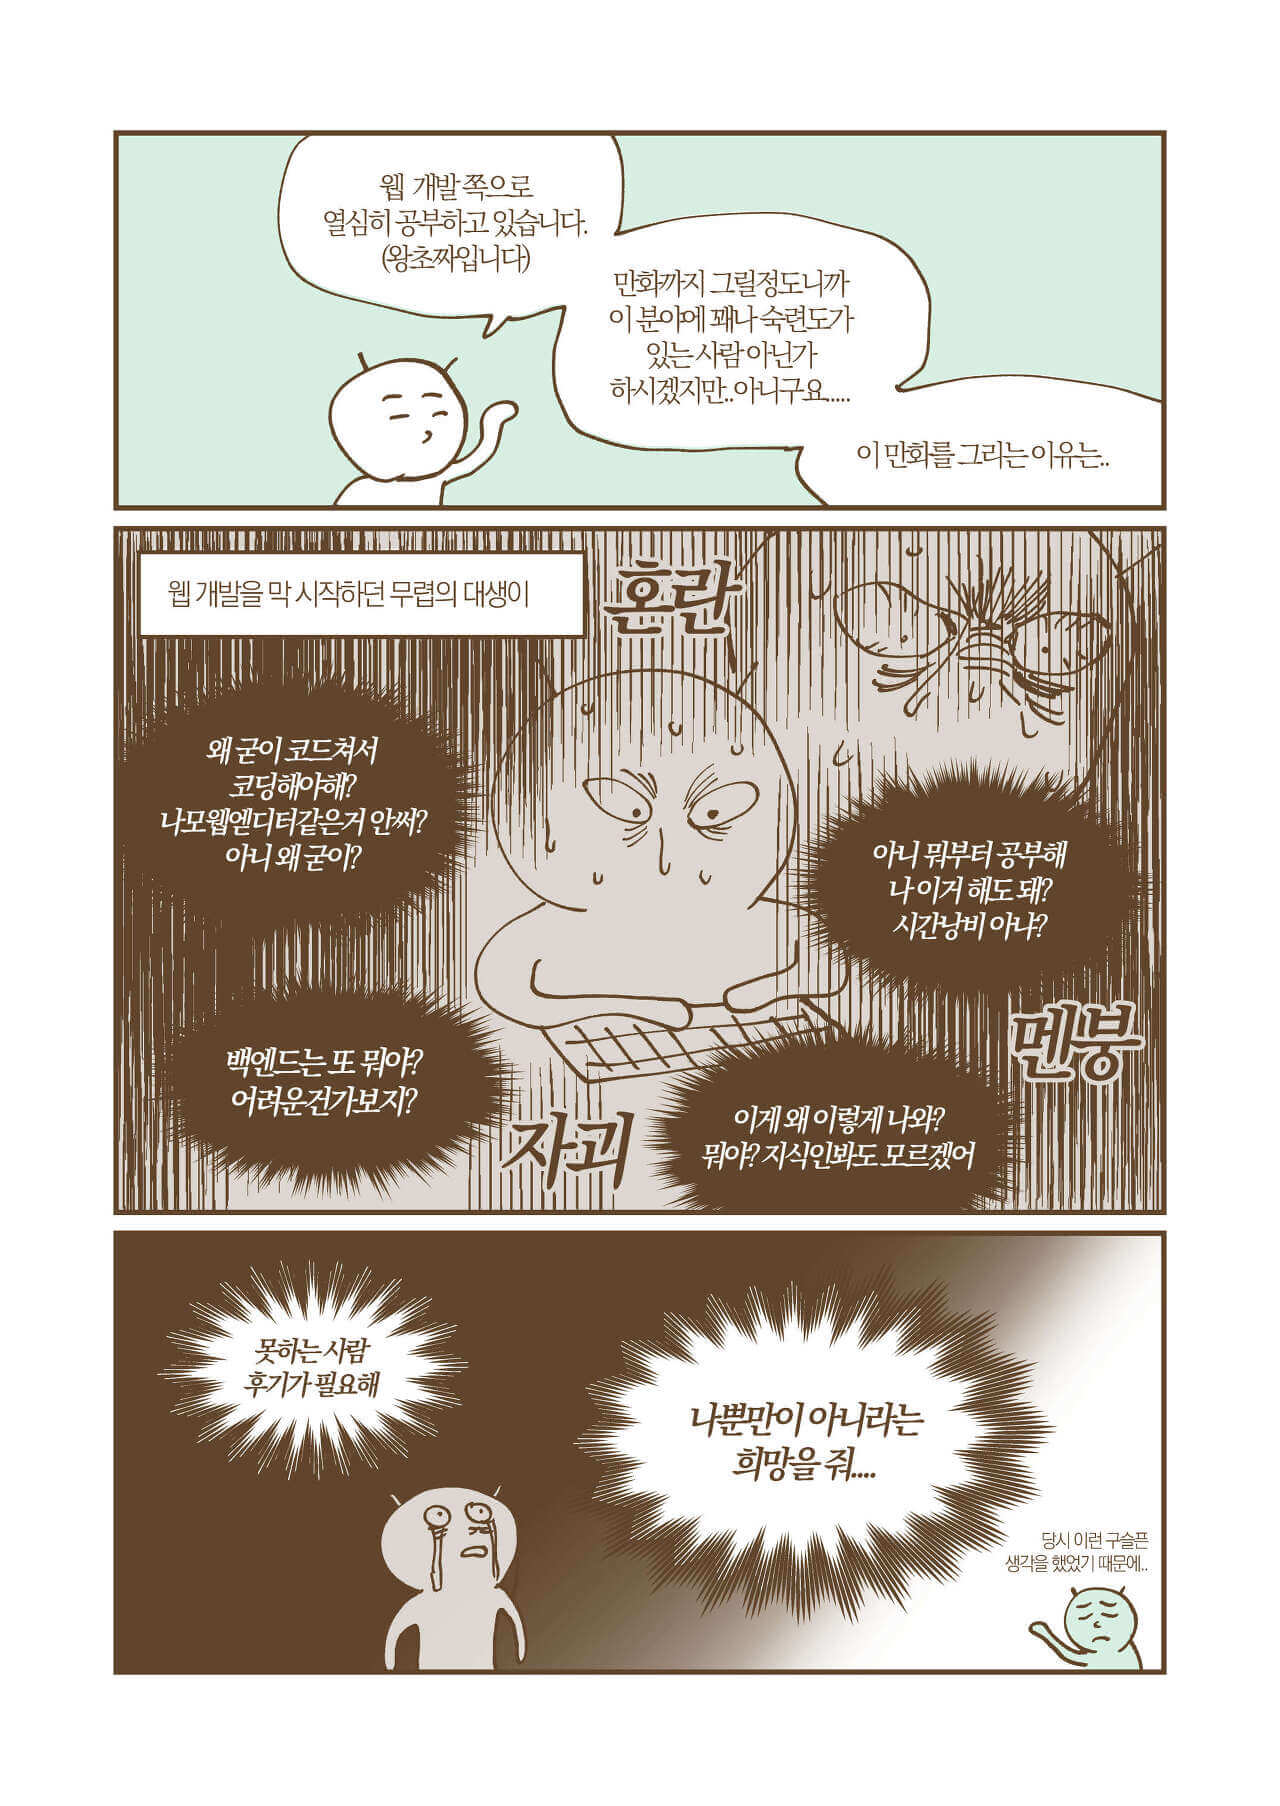 웹 개발 쪽으로
열심히 공부하고 있습니다.
(왕초짜입니다)
만화까지 그릴정도니까
이 분야에 꽤나 숙련도가
있는 사람 아닌가
하시겠지만..아니구요.....
이 만화를 그리는 이유는..
웹 개발을 막 시작하던 무렵의 대생이
혼란
왜 굳이 코드쳐서
코딩해야해?
나모웹엔디터같은거 안써?
아니 왜 굳이?
아니 뭐부터 공부해
나 이거 해도 돼?
시간낭비 아냐?
멘붕
백엔드는 또 뭐야?
어려운건가보지?
자괴
이게 왜 이렇게 나와?
뭐야? 지식인봐도 모르겠어
못하는 사람
후기가 필요해
나뿐만이 아니라는
희망을 줘....
당시 이런 구슬픈
생각을 했었기 때문에..